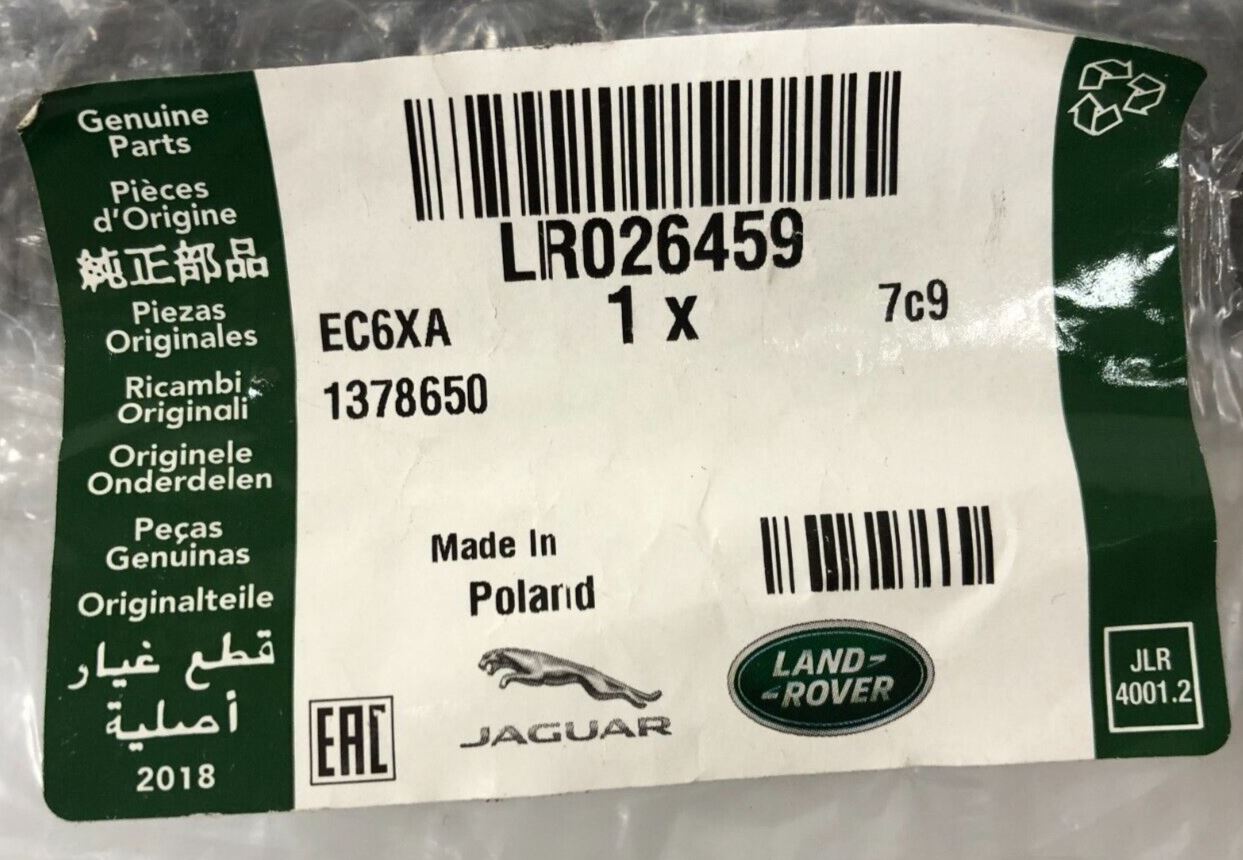 Genuine
Parts
Pièces
d'Origine
純正部品
Piezas
Originales
Ricambi
Originali
Originele
Onderdelen
Peças
Genuinas
Originalteile
قطع غيار
أصلية
2018
LR026459
1 x
7c9
EC6XA
1378650
Made In
Poland
EAC
JAGUAR
LAND-
-ROVER
JLR
4001.2